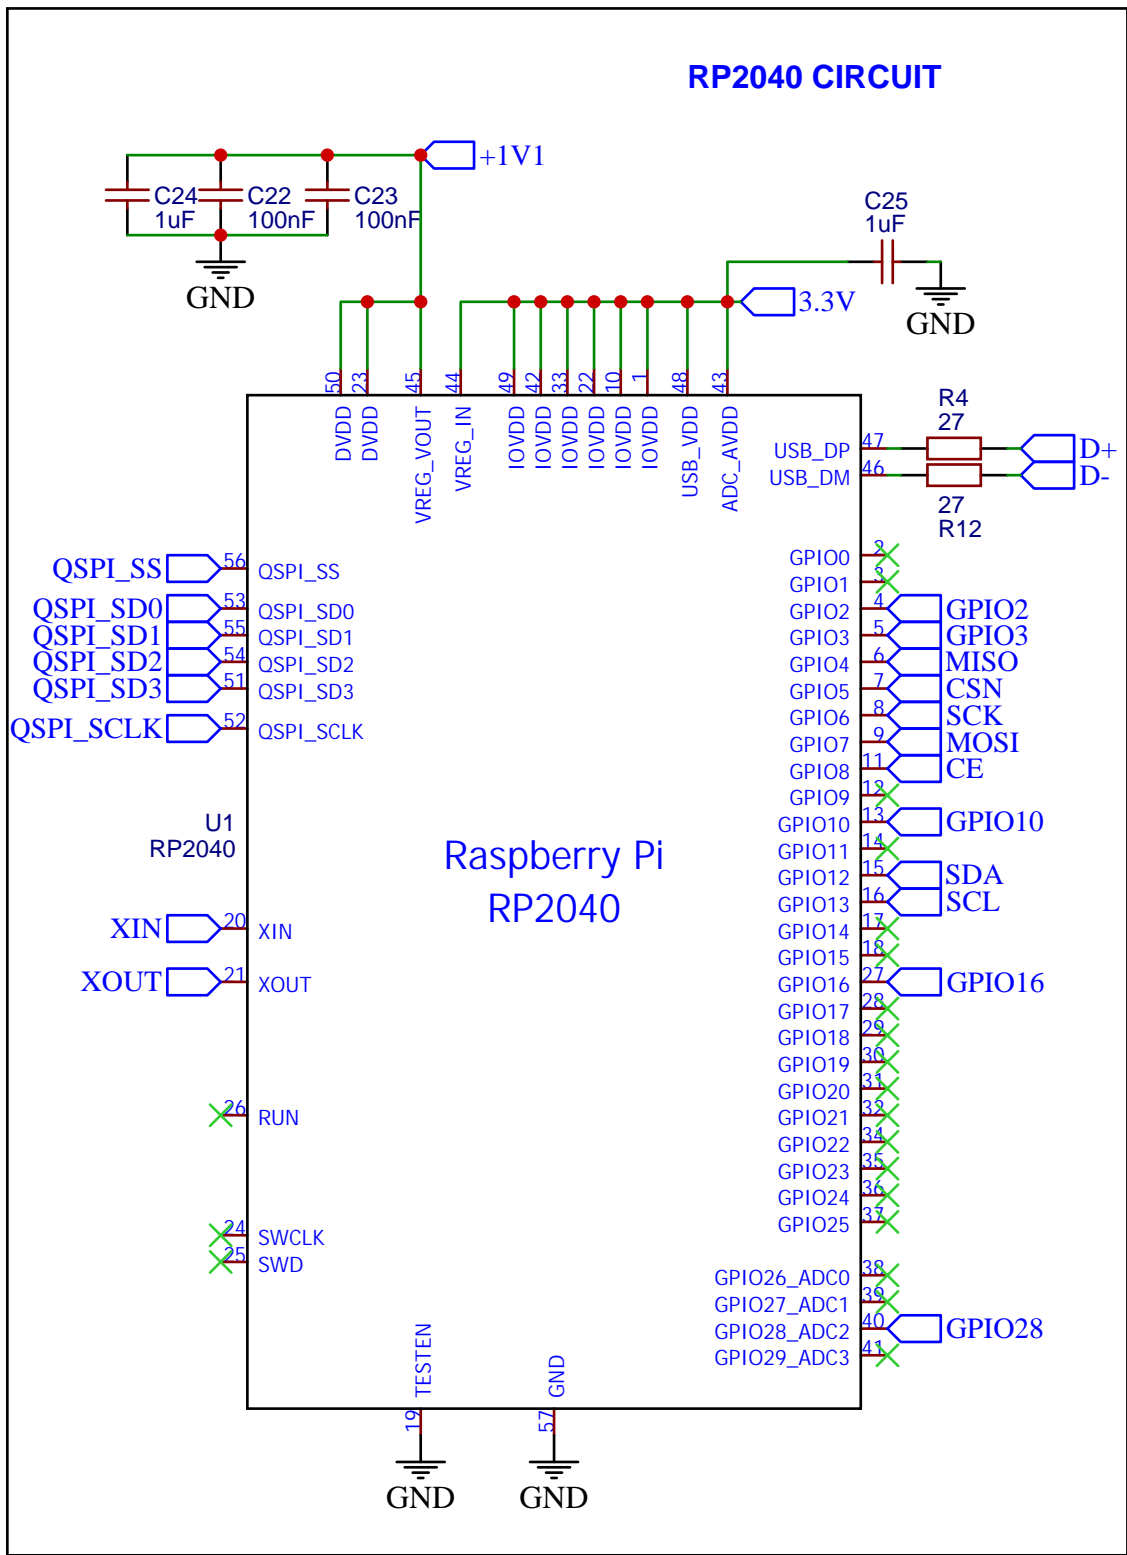 RP2040 CIRCUIT
+1V1
C24
1uF
C22
100nF
C23
100nF
GND
C25
1uF
GND
3.3V
50
23
45
44
49
42
33
22
10
1
48
43
DVDD
DVDD
VREG_VOUT
VREG_IN
IOVDD
IOVDD
IOVDD
IOVDD
IOVDD
IOVDD
USB_VDD
ADC_AVDD
R4
27
USB_DP 47 D+
USB_DM 46 D-
27
R12
QSPI_SS 56 QSPI_SS
QSPI_SD0 53 QSPI_SD0
QSPI_SD1 55 QSPI_SD1
QSPI_SD2 54 QSPI_SD2
QSPI_SD3 51 QSPI_SD3
QSPI_SCLK 52 QSPI_SCLK
U1
RP2040
Raspberry Pi
RP2040
XIN 20 XIN
XOUT 21 XOUT
26 RUN
24 SWCLK
25 SWD
GPIO0 2
GPIO1 3
GPIO2 4 GPIO2
GPIO3 5 GPIO3
GPIO4 6 MISO
GPIO5 7 CSN
GPIO6 8 SCK
GPIO7 9 MOSI
GPIO8 11 CE
GPIO9 12
GPIO10 13 GPIO10
GPIO11 14
GPIO12 15 SDA
GPIO13 16 SCL
GPIO14 17
GPIO15 18
GPIO16 27 GPIO16
GPIO17 28
GPIO18 29
GPIO19 30
GPIO20 31
GPIO21 32
GPIO22 34
GPIO23 35
GPIO24 36
GPIO25 37
GPIO26_ADC0 38
GPIO27_ADC1 39
GPIO28_ADC2 40 GPIO28
GPIO29_ADC3 41
TESTEN
GND
19
57
GND
GND